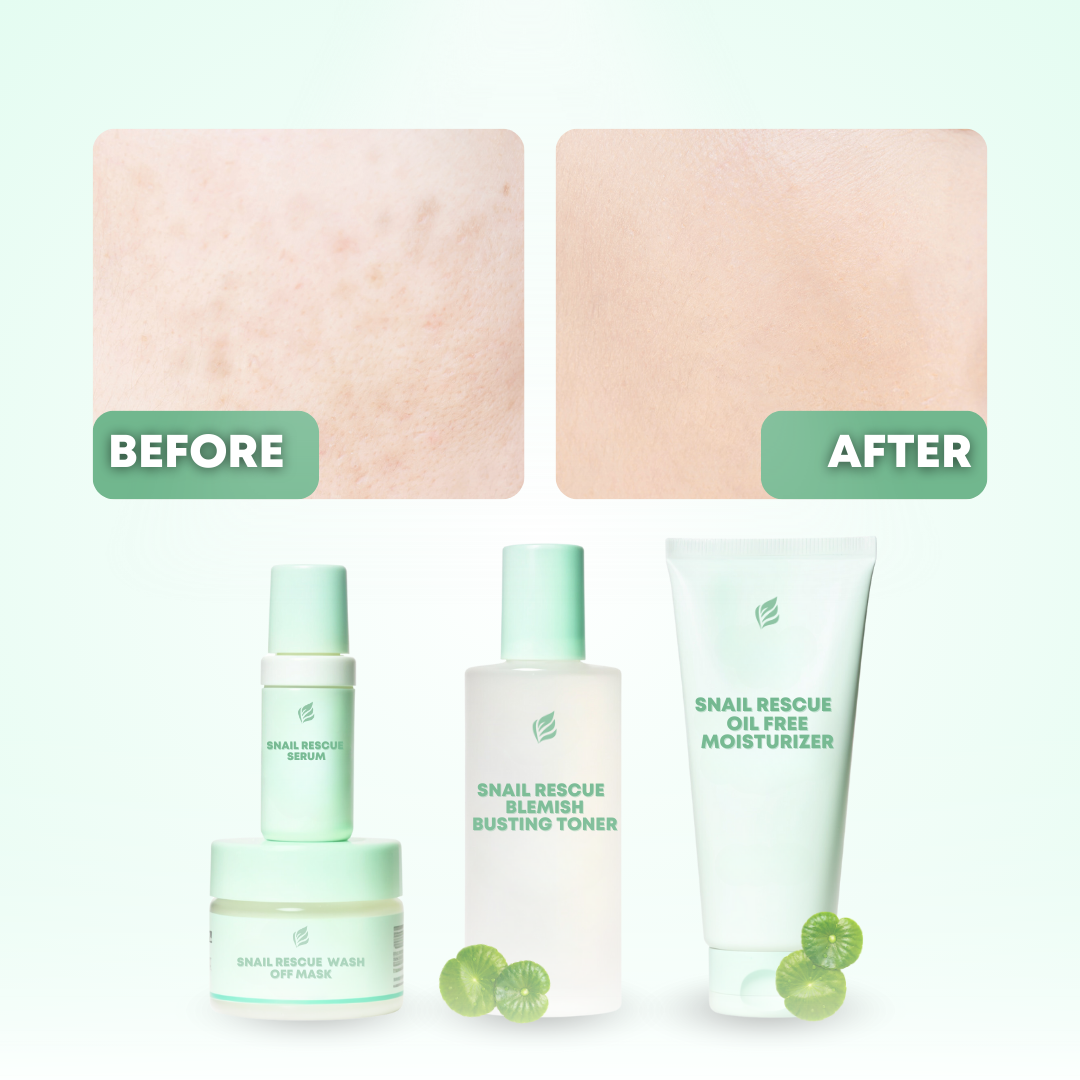 BEFORE
AFTER
SNAIL RESCUE
SERUM
SNAIL RESCUE WASH
OFF MASK
SNAIL RESCUE
BLEMISH
BUSTING TONER
SNAIL RESCUE
OIL FREE
MOISTURIZER